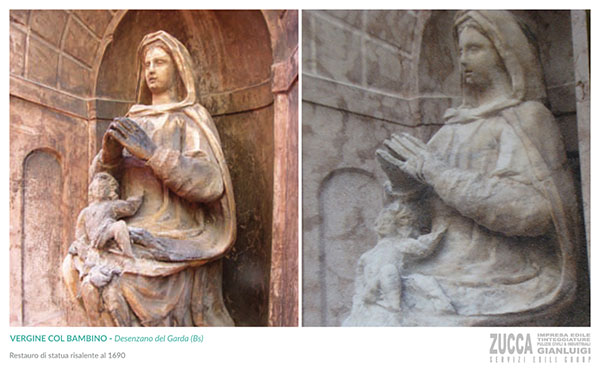 VERGINE COL BAMBINO - Desenzano del Garda (Bs)
Restauro di statua risalente al 1690
ZUCCA IMPRESA EDILE
TINTEGGIATURE
PULIZIE CIVILI & INDUSTRIALI
GIANLUIGI
SERVIZI EDILI GROUP